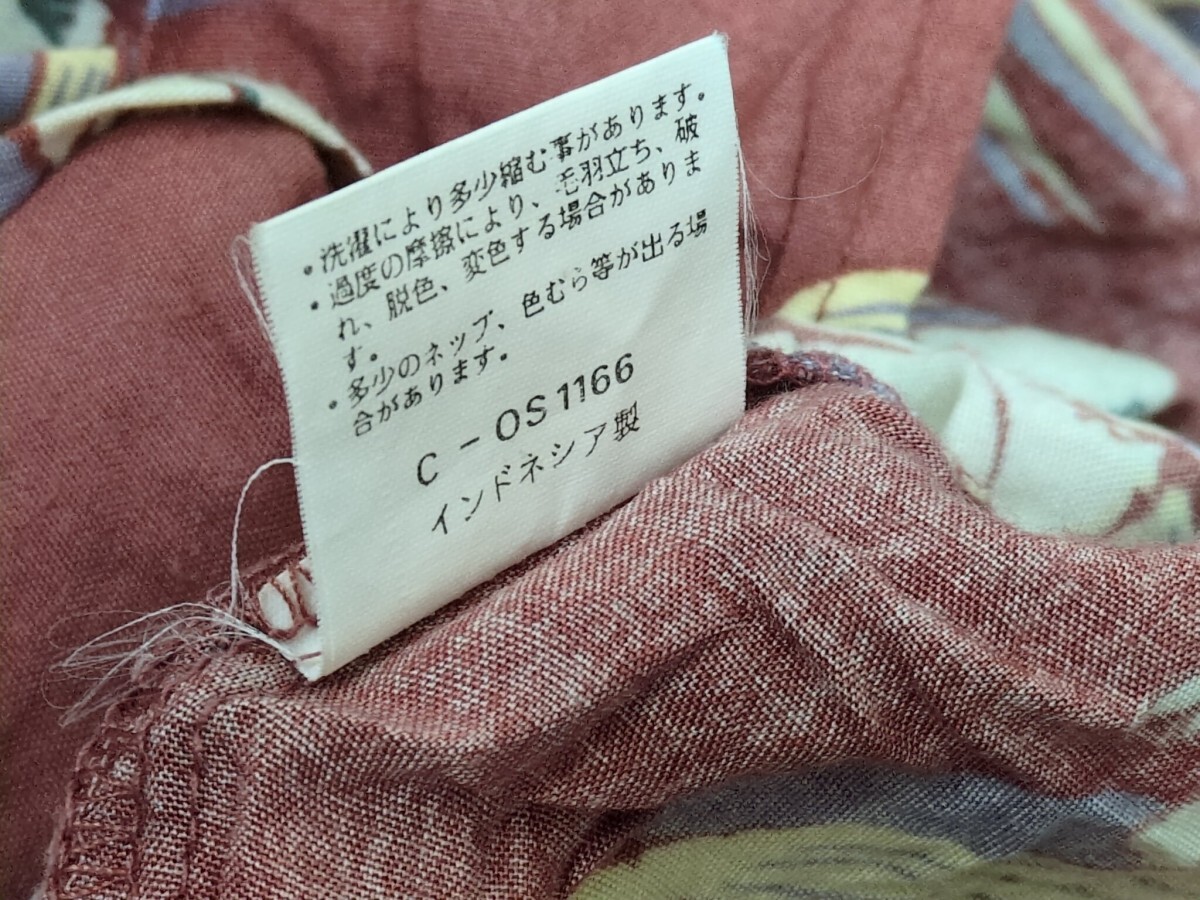 ・洗濯により多少縮む事があります。
・過度の摩擦により、毛羽立ち、破
れ、脱色、変色する場合がありま
す。
・多少のネップ、色むら等が出る場
合があります。
C－OS1166
インドネシア製